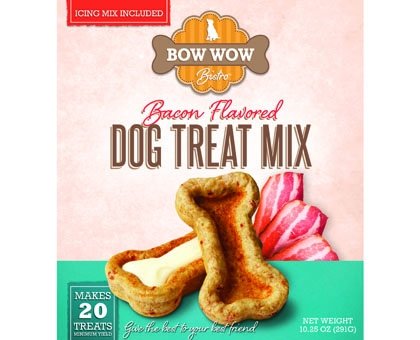 ICING MIX INCLUDED
BOW WOW
Bistro
Bacon Flavored
DOG TREAT MIX
MAKES
20
TREATS
MINIMUM YIELD
Give the best to your best friend
NET WEIGHT
10.25 OZ (291G)